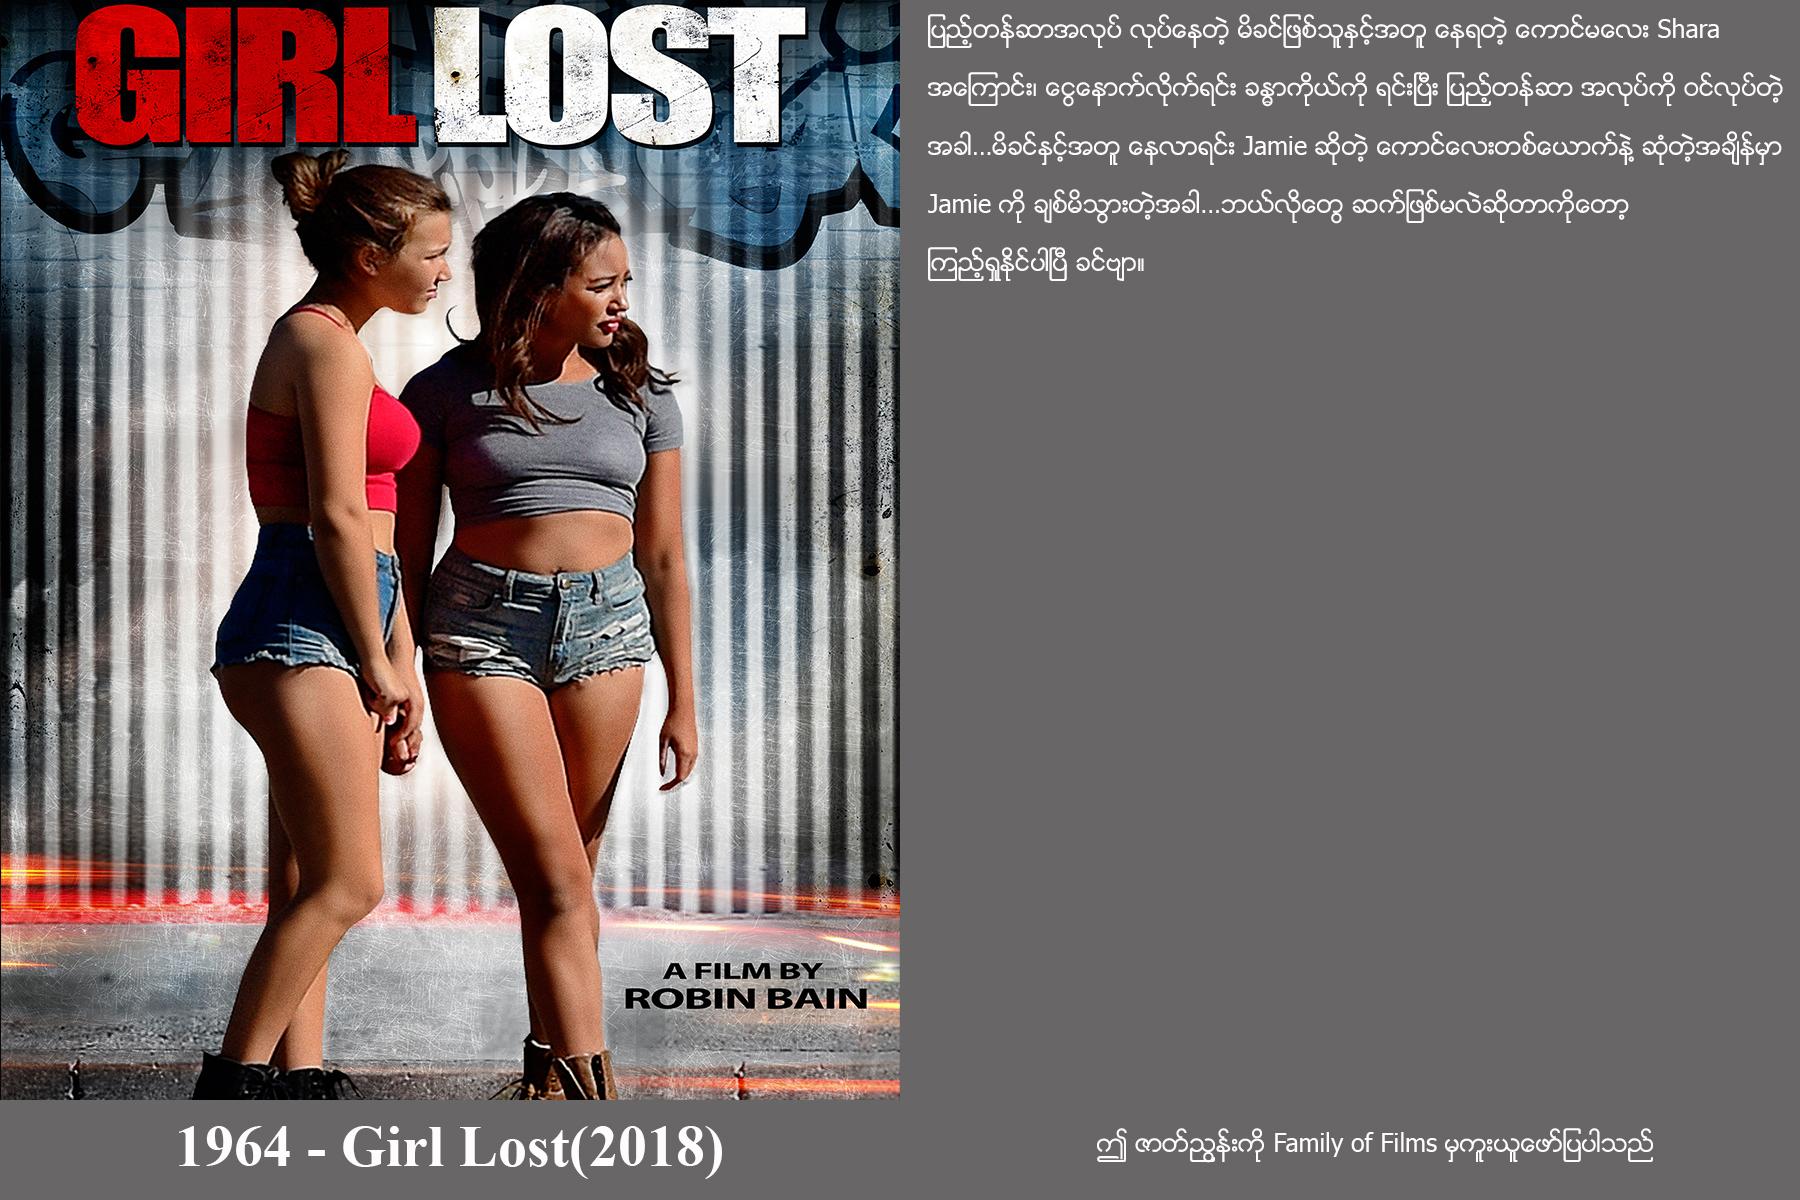 GIRL LOST
ပြည့်တန်ဆာအလုပ် လုပ်နေတဲ့ မိခင်ဖြစ်သူနှင့်အတူ နေရတဲ့ ကောင်မလေး Shara
အကြောင်း၊ ငွေနောက်လိုက်ရင်း ခန္ဓာကိုယ်ကို ရင်းပြီး ပြည့်တန်ဆာ အလုပ်ကို ဝင်လုပ်တဲ့
အခါ...မိခင်နှင့်အတူ နေလာရင်း Jamie ဆိုတဲ့ ကောင်လေးတစ်ယောက်နဲ့ ဆုံတဲ့အချိန်မှာ
Jamie ကို ချစ်မိသွားတဲ့အခါ...ဘယ်လိုတွေ ဆက်ဖြစ်မလဲဆိုတာကိုတော့
ကြည့်ရှုနိုင်ပါပြီ ခင်ဗျာ။
A FILM BY
ROBIN BAIN
1964 - Girl Lost(2018)
ဤ ဇာတ်ညွှန်းကို Family of Films မှကူးယူဖော်ပြပါသည်